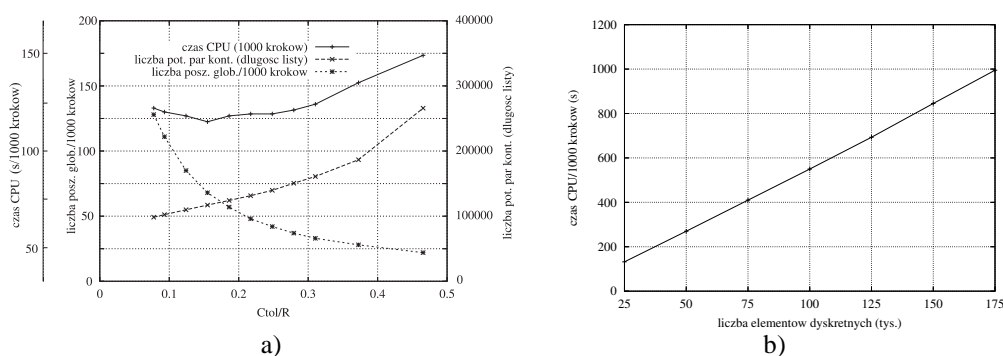 czas CPU (s/1000 krokow)
150
100
50
liczba posz. glob./1000 krokow
200
175
150
125
100
75
50
25
0
czas CPU (1000 krokow)
liczba pot. par kont. (dlugosc listy)
liczba posz. glob./1000 krokow
400000
300000
200000
100000
0
liczba pot. par kont. (dlugosc listy)
0 0.1 0.2 0.3 0.4 0.5
Ctol/R
a)
czas CPU/1000 krokow (s)
1200
1000
800
600
400
200
0
25 50 75 100 125 150 175
liczba elementow dyskretnych (tys.)
b)